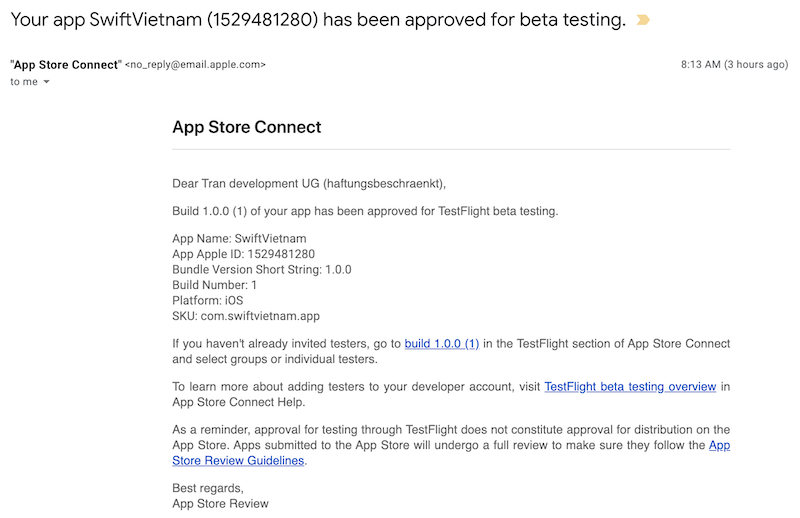 Your app SwiftVietnam (1529481280) has been approved for beta testing.
"App Store Connect" <no_reply@email.apple.com>
8:13 AM (3 hours ago)
to me
App Store Connect
Dear Tran development UG (haftungsbeschraenkt),
Build 1.0.0 (1) of your app has been approved for TestFlight beta testing.
App Name: SwiftVietnam
App Apple ID: 1529481280
Bundle Version Short String: 1.0.0
Build Number: 1
Platform: iOS
SKU: com.swiftvietnam.app
If you haven't already invited testers, go to build 1.0.0 (1) in the TestFlight section of App Store Connect
and select groups or individual testers.
To learn more about adding testers to your developer account, visit TestFlight beta testing overview in
App Store Connect Help.
As a reminder, approval for testing through TestFlight does not constitute approval for distribution on the
App Store. Apps submitted to the App Store will undergo a full review to make sure they follow the App
Store Review Guidelines.
Best regards,
App Store Review